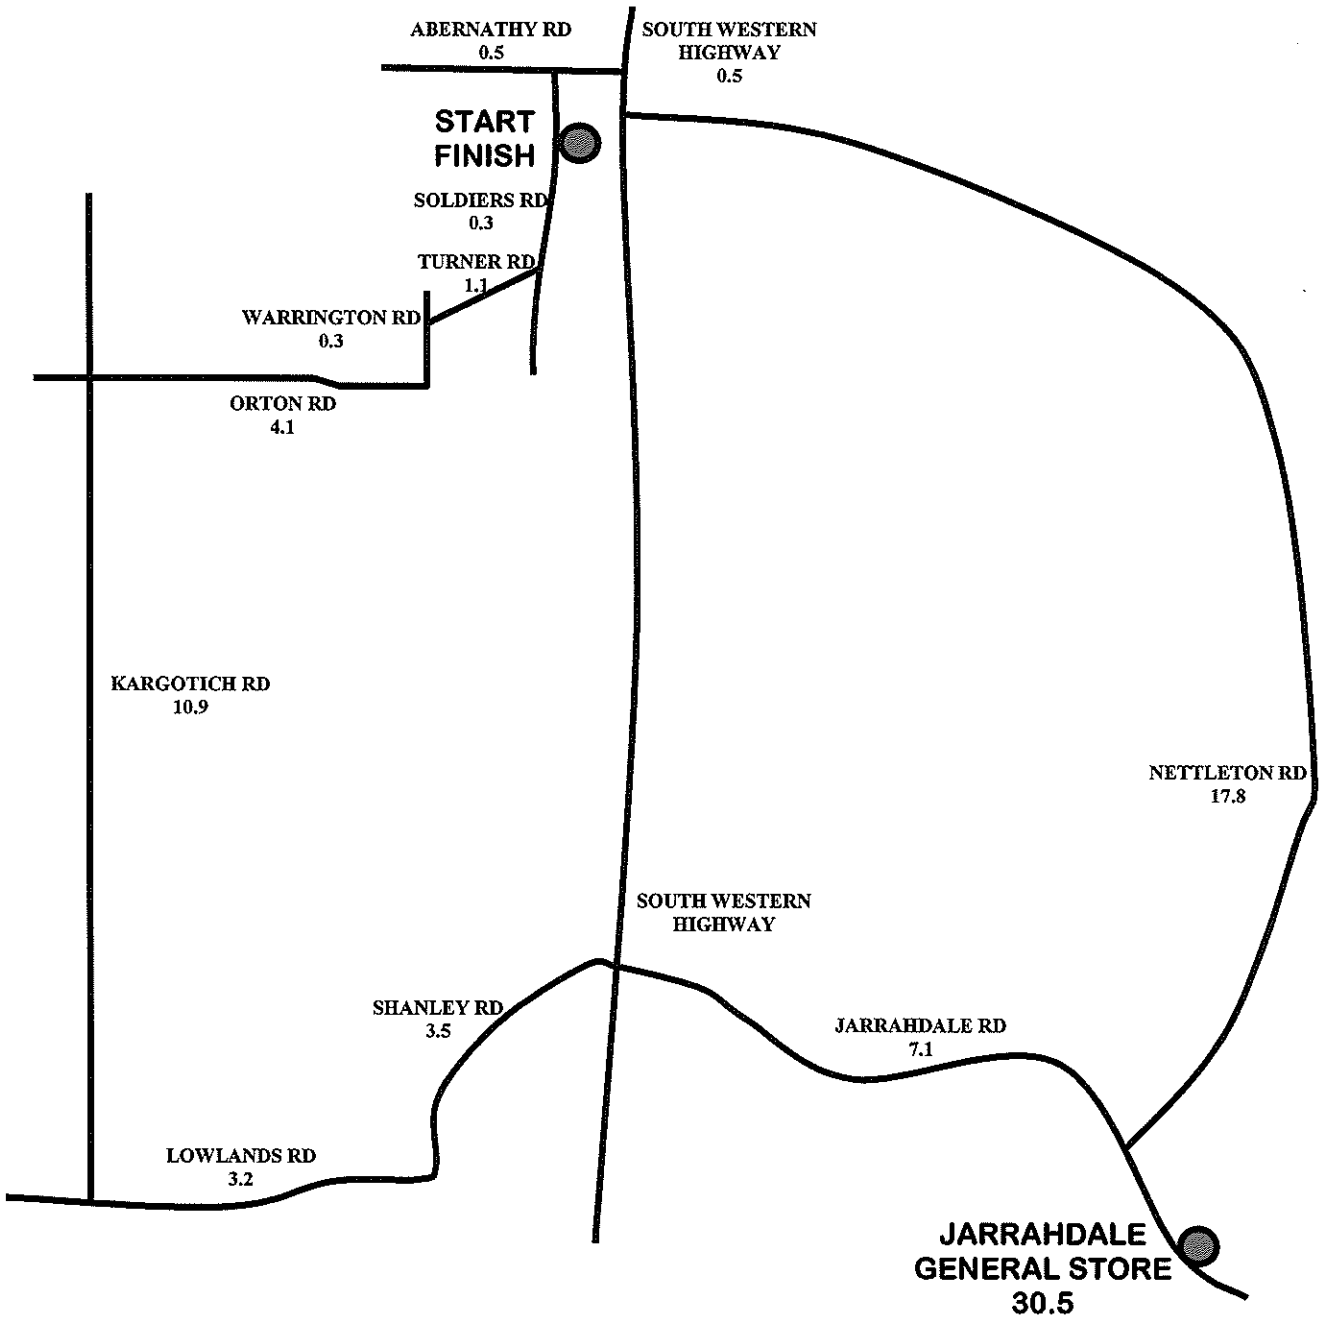 ABERNATHY RD
0.5
SOUTH WESTERN
HIGHWAY
0.5
START
FINISH
SOLDIERS RD
0.3
TURNER RD
1.1
WARRINGTON RD
0.3
ORTON RD
4.1
KARGOTICH RD
10.9
NETTLETON RD
17.8
SOUTH WESTERN
HIGHWAY
SHANLEY RD
3.5
JARRAHDALE RD
7.1
LOWLANDS RD
3.2
JARRAHDALE
GENERAL STORE
30.5